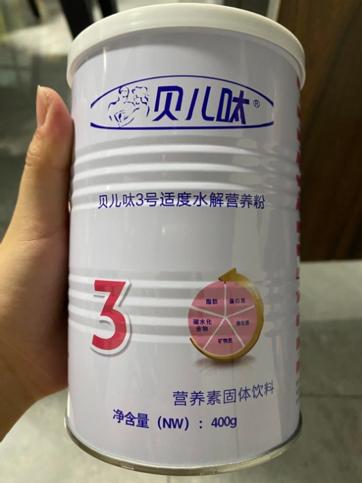 贝儿呔®
贝儿呔3号适度水解营养粉
3
脂肪
蛋白质
碳水化
合物
维生素
矿物质
营养素固体饮料
净含量（NW）：400g